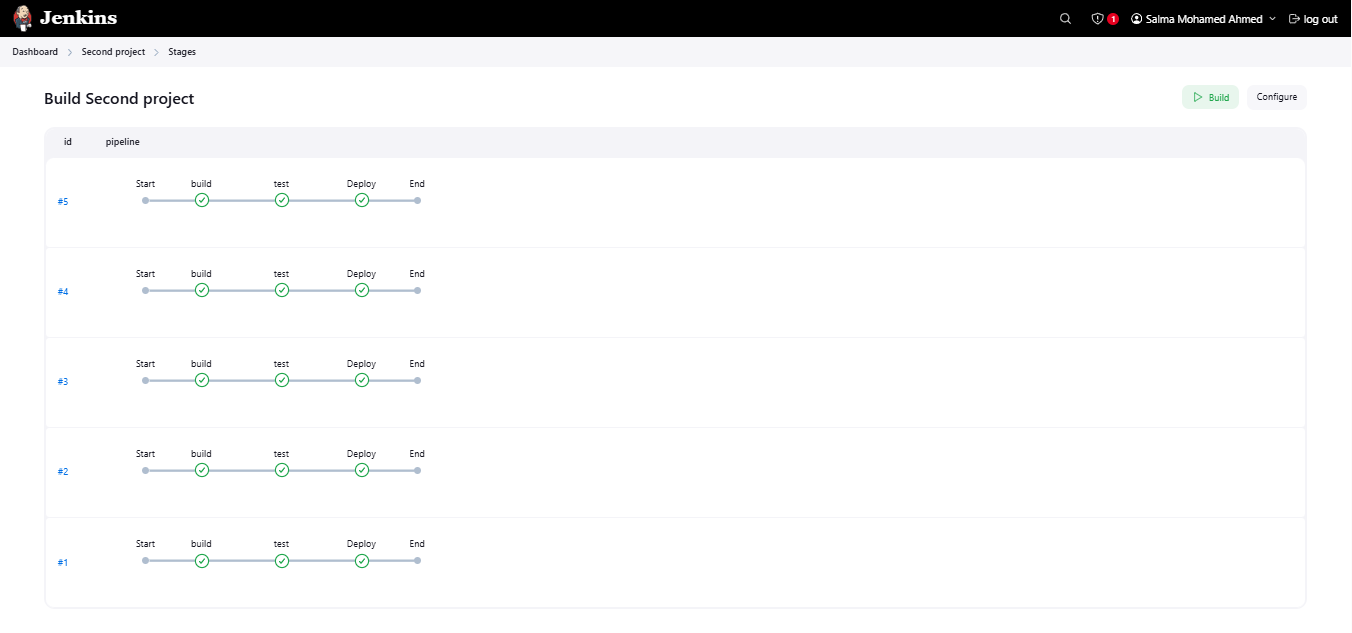 Jenkins
1
Salma Mohamed Ahmed
log out
Dashboard
Second project
Stages
Build Second project
Build
Configure
id pipeline
Start build test Deploy End
#5
Start build test Deploy End
#4
Start build test Deploy End
#3
Start build test Deploy End
#2
Start build test Deploy End
#1